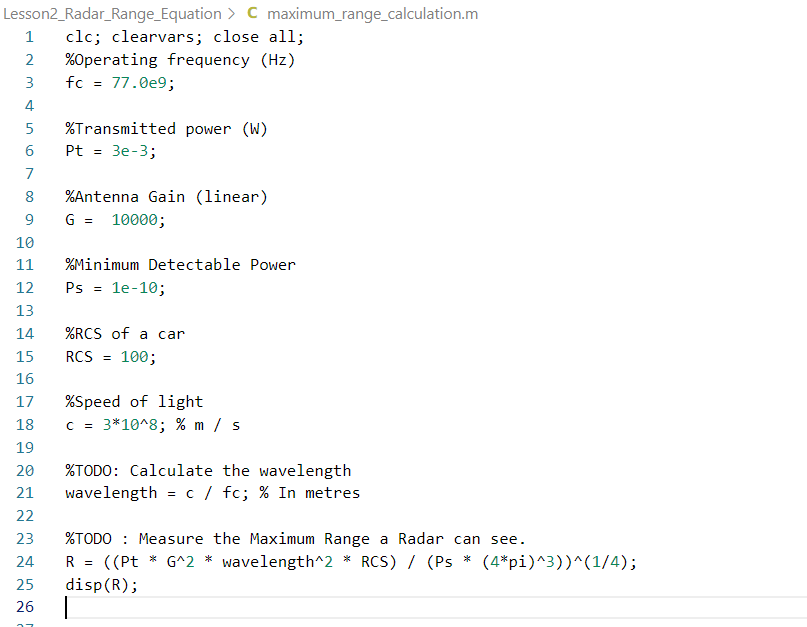 Lesson2_Radar_Range_Equation > C maximum_range_calculation.m
1 clc; clearvars; close all;
2 %Operating frequency (Hz)
3 fc = 77.0e9;
4
5 %Transmitted power (W)
6 Pt = 3e-3;
7
8 %Antenna Gain (linear)
9 G =  10000;
10
11 %Minimum Detectable Power
12 Ps = 1e-10;
13
14 %RCS of a car
15 RCS = 100;
16
17 %Speed of light
18 c = 3*10^8; % m / s
19
20 %TODO: Calculate the wavelength
21 wavelength = c / fc; % In metres
22
23 %TODO : Measure the Maximum Range a Radar can see.
24 R = ((Pt * G^2 * wavelength^2 * RCS) / (Ps * (4*pi)^3))^(1/4);
25 disp(R);
26
27